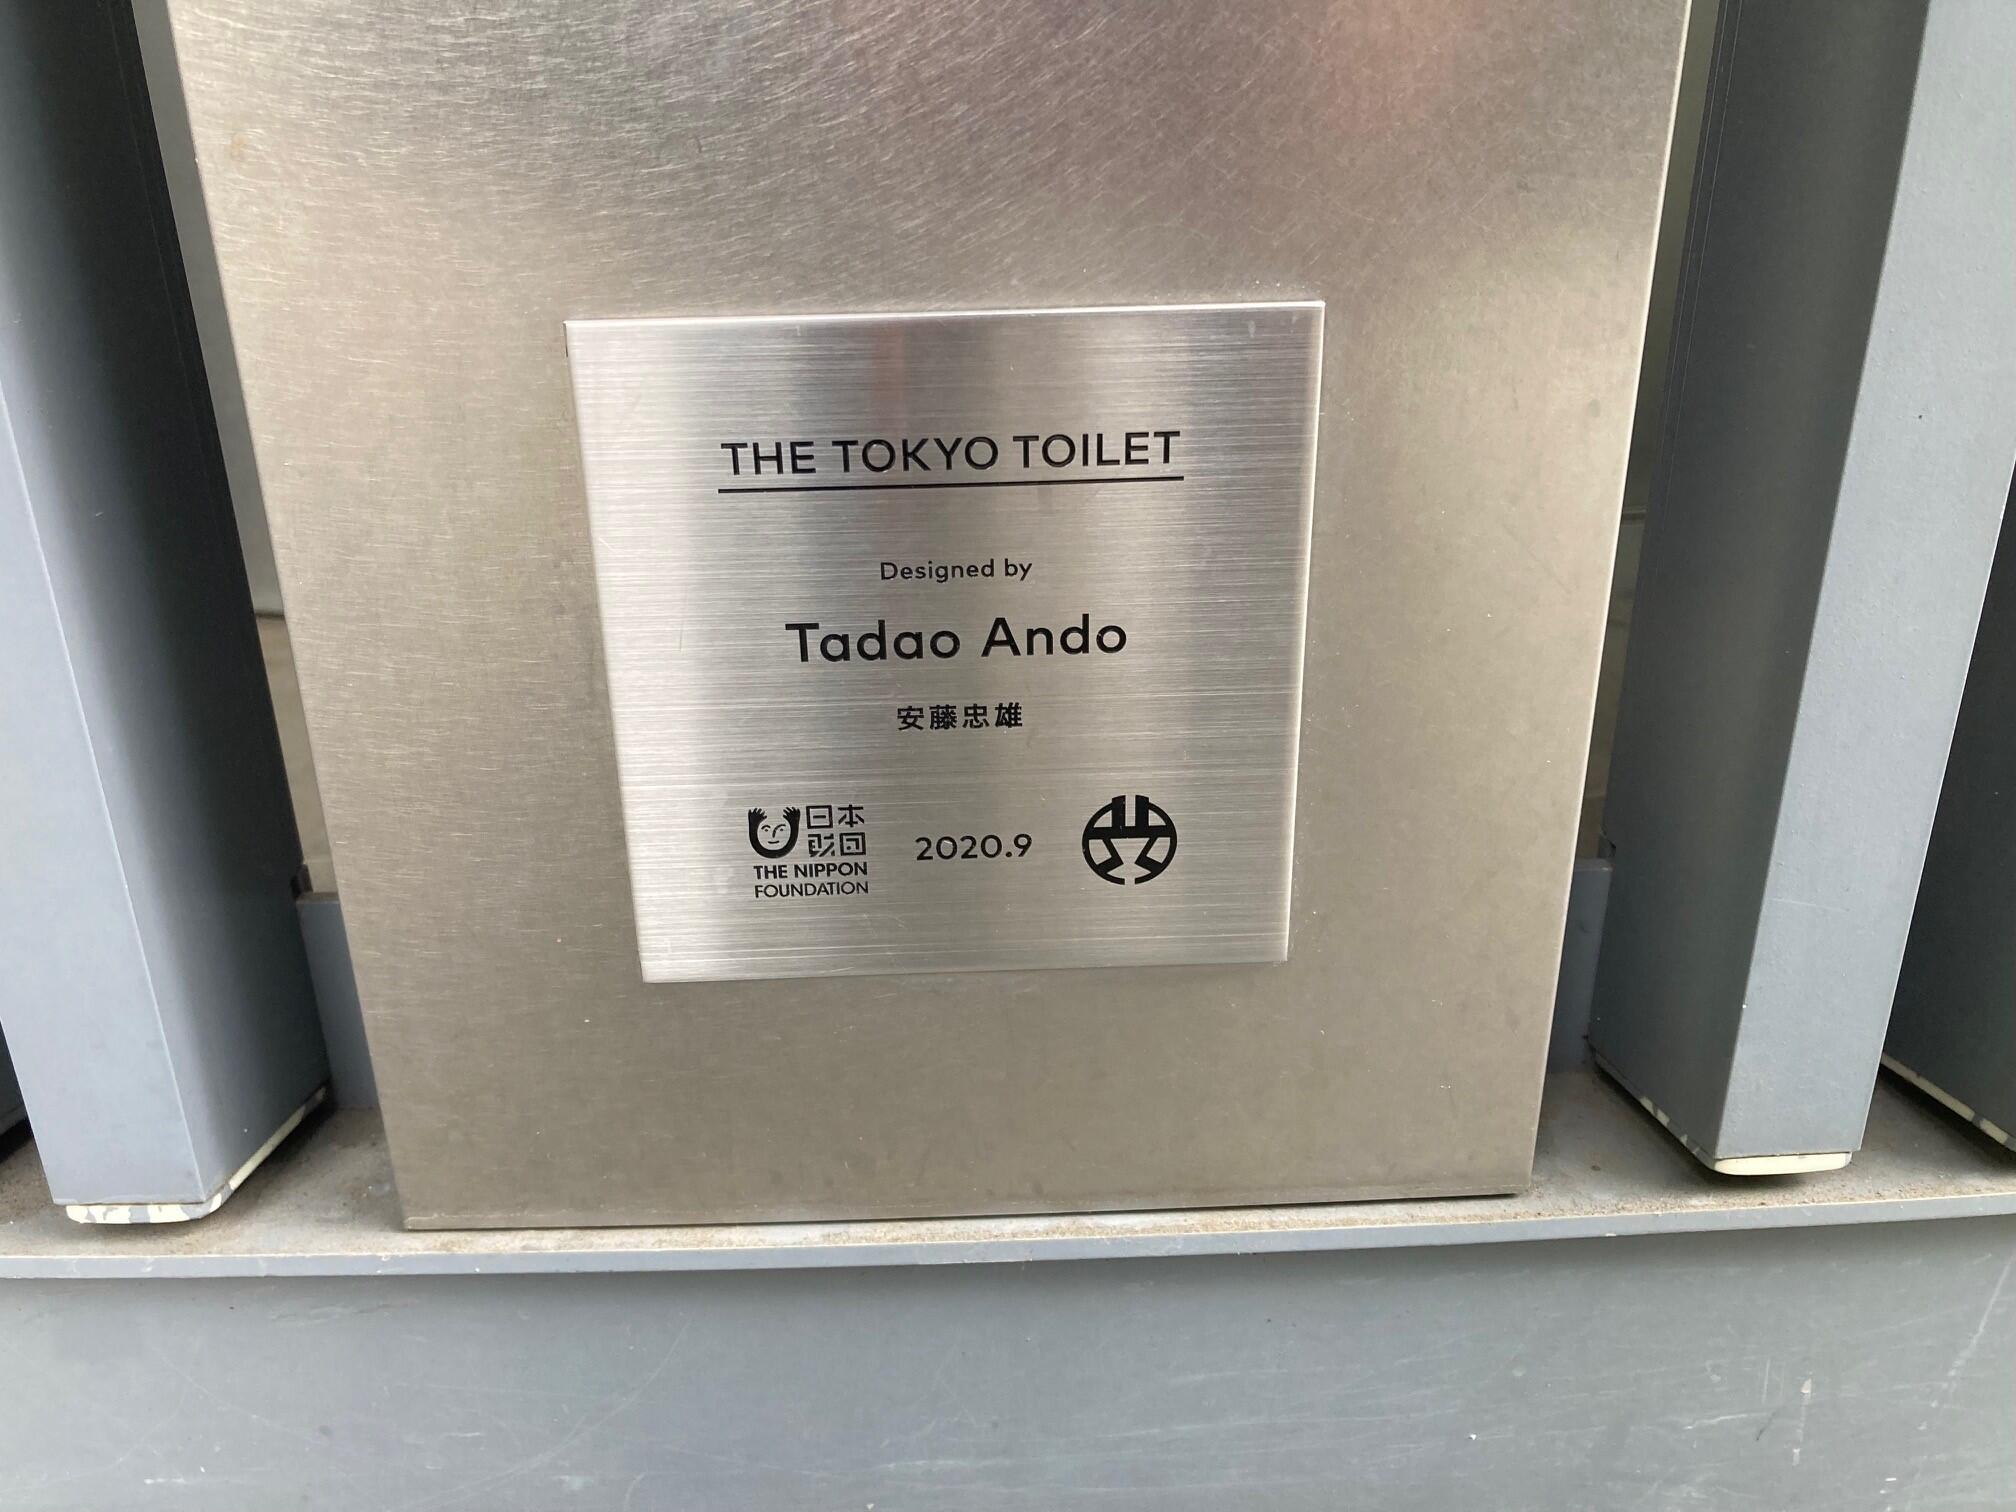 THE TOKYO TOILET
Designed by
Tadao Ando
安藤忠雄
日本
財団
THE NIPPON
FOUNDATION
2020.9